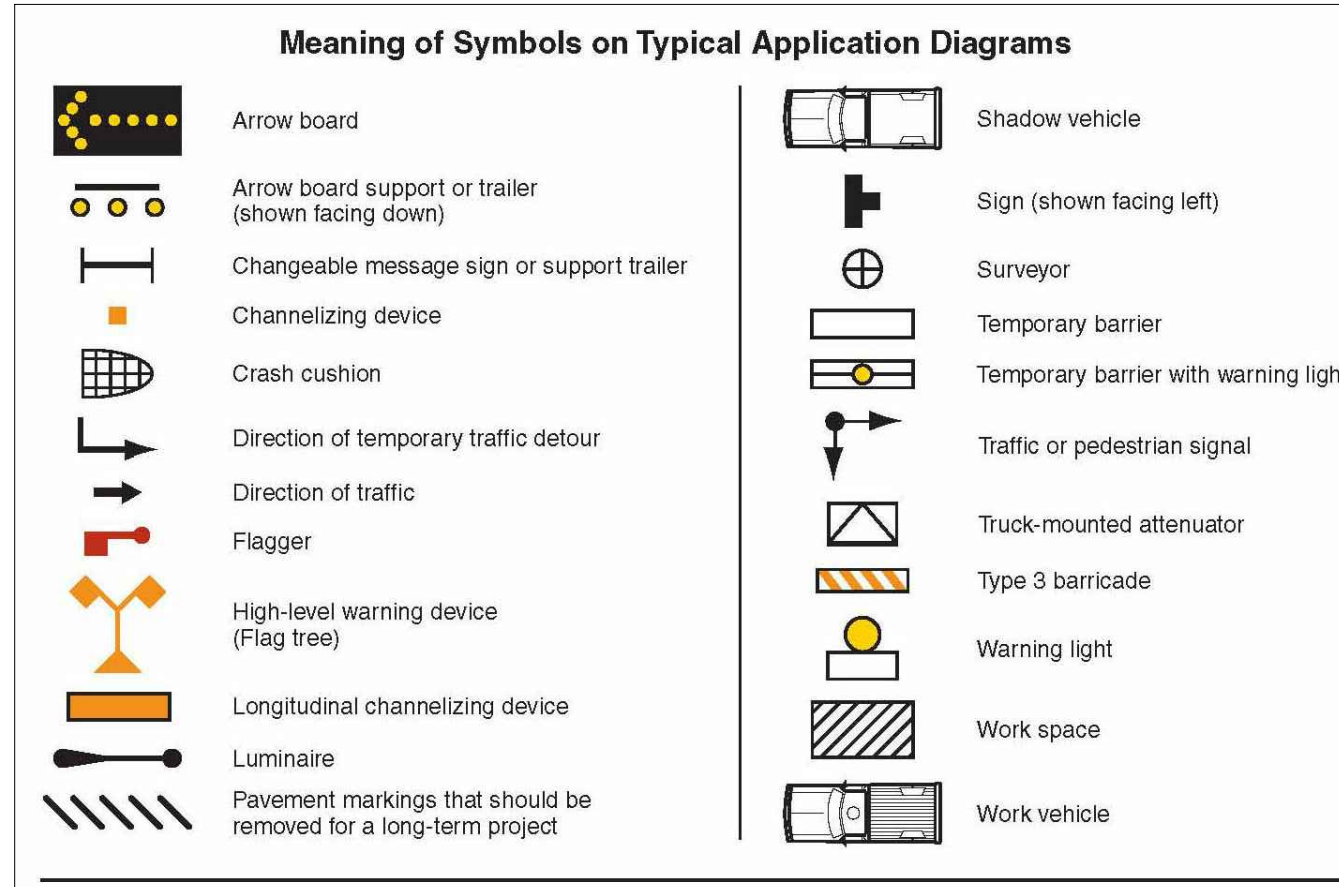 Meaning of Symbols on Typical Application Diagrams
Arrow board
Arrow board support or trailer
(shown facing down)
Changeable message sign or support trailer
Channelizing device
Crash cushion
Direction of temporary traffic detour
Direction of traffic
Flagger
High-level warning device
(Flag tree)
Longitudinal channelizing device
Luminaire
Pavement markings that should be
removed for a long-term project
Shadow vehicle
Sign (shown facing left)
Surveyor
Temporary barrier
Temporary barrier with warning ligh
Traffic or pedestrian signal
Truck-mounted attenuator
Type 3 barricade
Warning light
Work space
Work vehicle